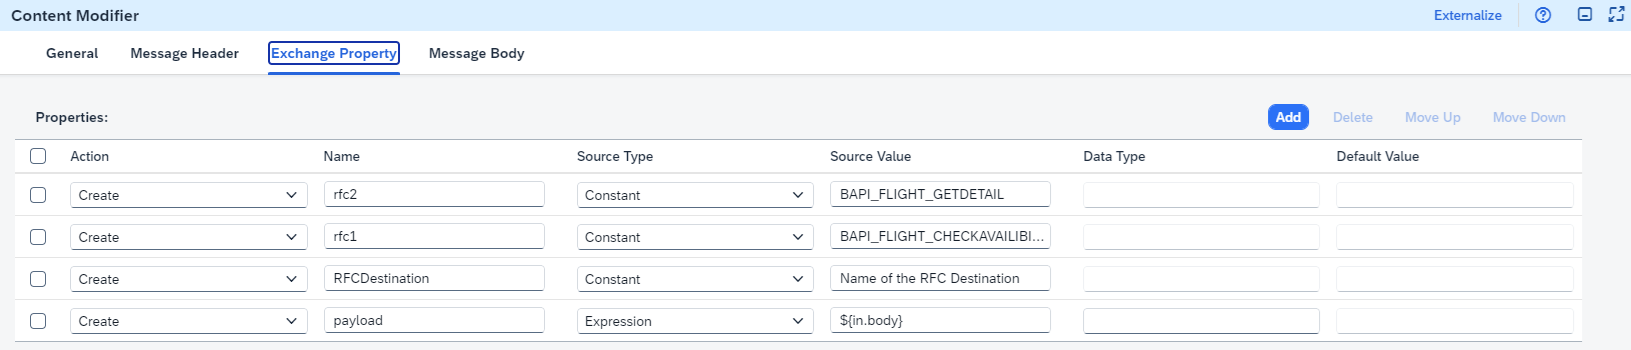 Content Modifier
Externalize
General Message Header Exchange Property Message Body
Properties:
Add Delete Move Up Move Down
Action Name Source Type Source Value Data Type Default Value
Create rfc2 Constant BAPI_FLIGHT_GETDETAIL
Create rfc1 Constant BAPI_FLIGHT_CHECKAVAILIBI...
Create RFCDestination Constant Name of the RFC Destination
Create payload Expression ${in.body}